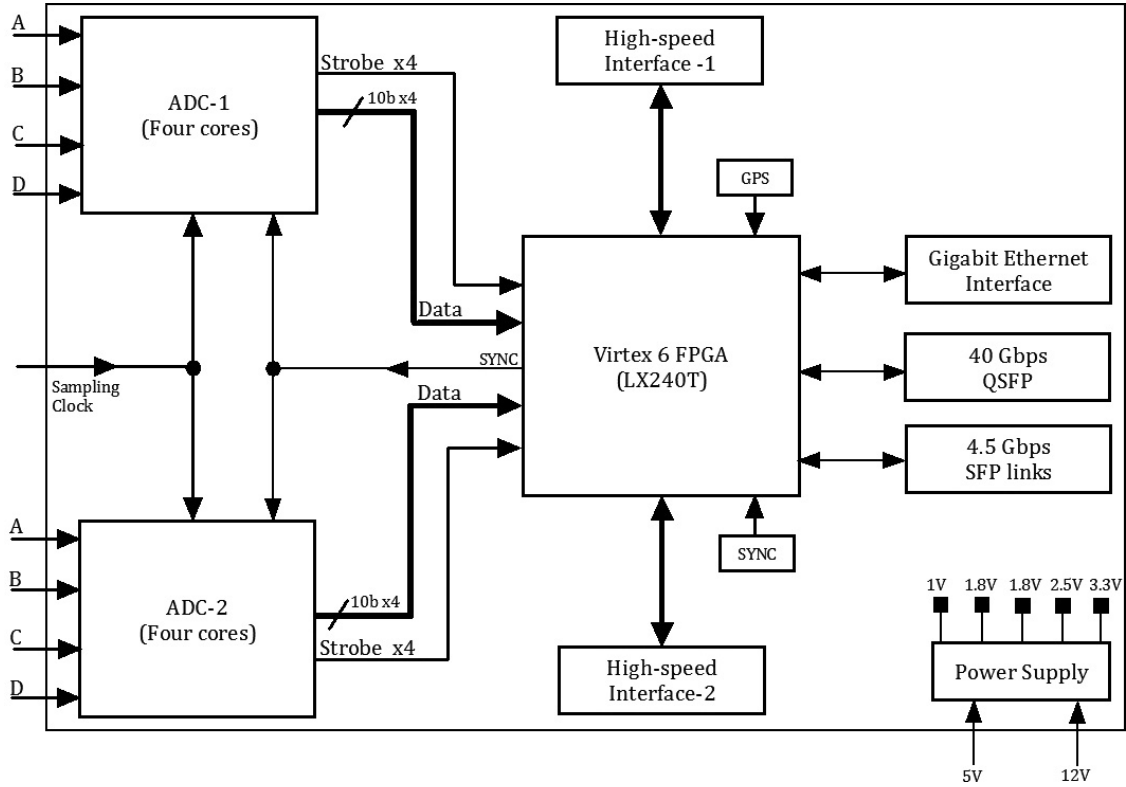 A
B
C
D
ADC-1
(Four cores)
Strobe x4
10b x4
High-speed
Interface -1
GPS
Data
Virtex 6 FPGA
(LX240T)
SYNC
Data
Sampling
Clock
Gigabit Ethernet
Interface
40 Gbps
QSFP
4.5 Gbps
SFP links
SYNC
A
B
C
D
ADC-2
(Four cores)
10b x4
Strobe x4
High-speed
Interface-2
1V 1.8V 1.8V 2.5V 3.3V
Power Supply
5V 12V